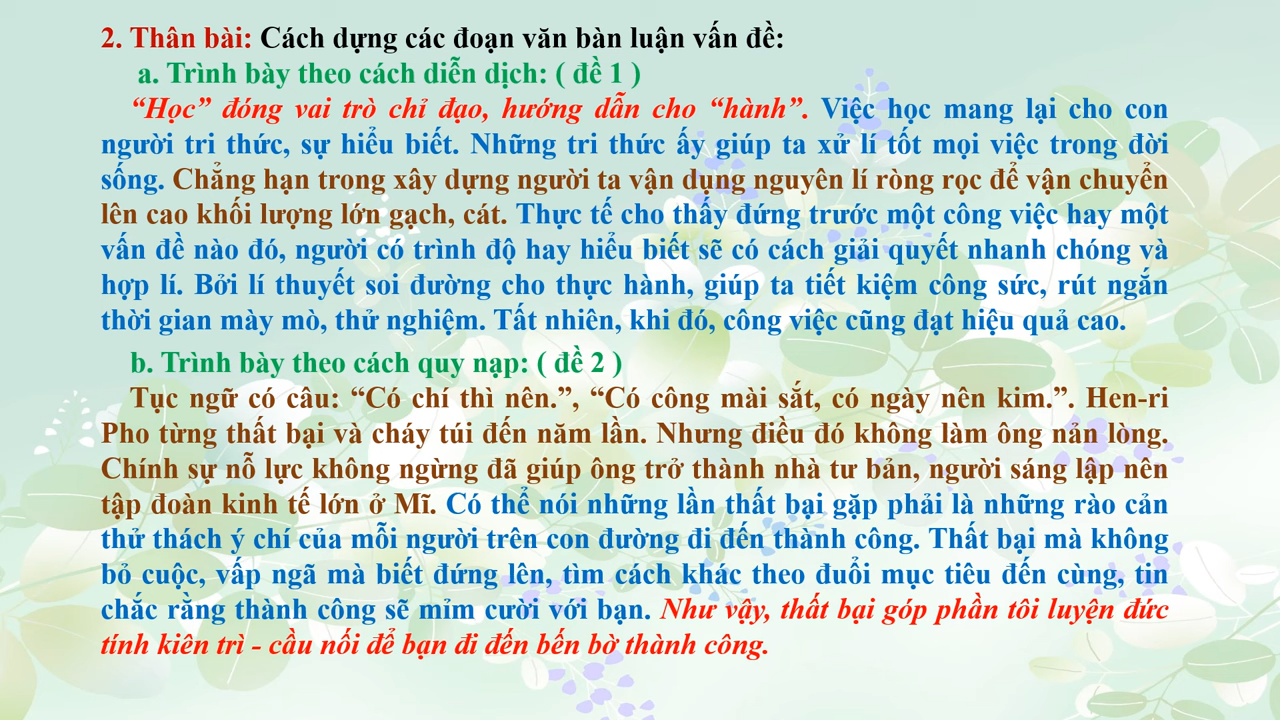 2. Thân bài: Cách dựng các đoạn văn bàn luận vấn đề:
a. Trình bày theo cách diễn dịch: ( đề 1 )
“Học” đóng vai trò chỉ đạo, hướng dẫn cho “hành”. Việc học mang lại cho con
người tri thức, sự hiểu biết. Những tri thức ấy giúp ta xử lí tốt mọi việc trong đời
sống. Chẳng hạn trong xây dựng người ta vận dụng nguyên lí ròng rọc để vận chuyển
lên cao khối lượng lớn gạch, cát. Thực tế cho thấy đứng trước một công việc hay một
vấn đề nào đó, người có trình độ hay hiểu biết sẽ có cách giải quyết nhanh chóng và
hợp lí. Bởi lí thuyết soi đường cho thực hành, giúp ta tiết kiệm công sức, rút ngắn
thời gian mày mò, thử nghiệm. Tất nhiên, khi đó, công việc cũng đạt hiệu quả cao.
b. Trình bày theo cách quy nạp: ( đề 2 )
Tục ngữ có câu: “Có chí thì nên.”, “Có công mài sắt, có ngày nên kim.”. Hen-ri
Pho từng thất bại và cháy túi đến năm lần. Nhưng điều đó không làm ông nản lòng.
Chính sự nỗ lực không ngừng đã giúp ông trở thành nhà tư bản, người sáng lập nên
tập đoàn kinh tế lớn ở Mĩ. Có thể nói những lần thất bại gặp phải là những rào cản
thử thách ý chí của mỗi người trên con đường đi đến thành công. Thất bại mà không
bỏ cuộc, vấp ngã mà biết đứng lên, tìm cách khác theo đuổi mục tiêu đến cùng, tin
chắc rằng thành công sẽ mỉm cười với bạn. Như vậy, thất bại góp phần tôi luyện đức
tính kiên trì - cầu nối để bạn đi đến bến bờ thành công.